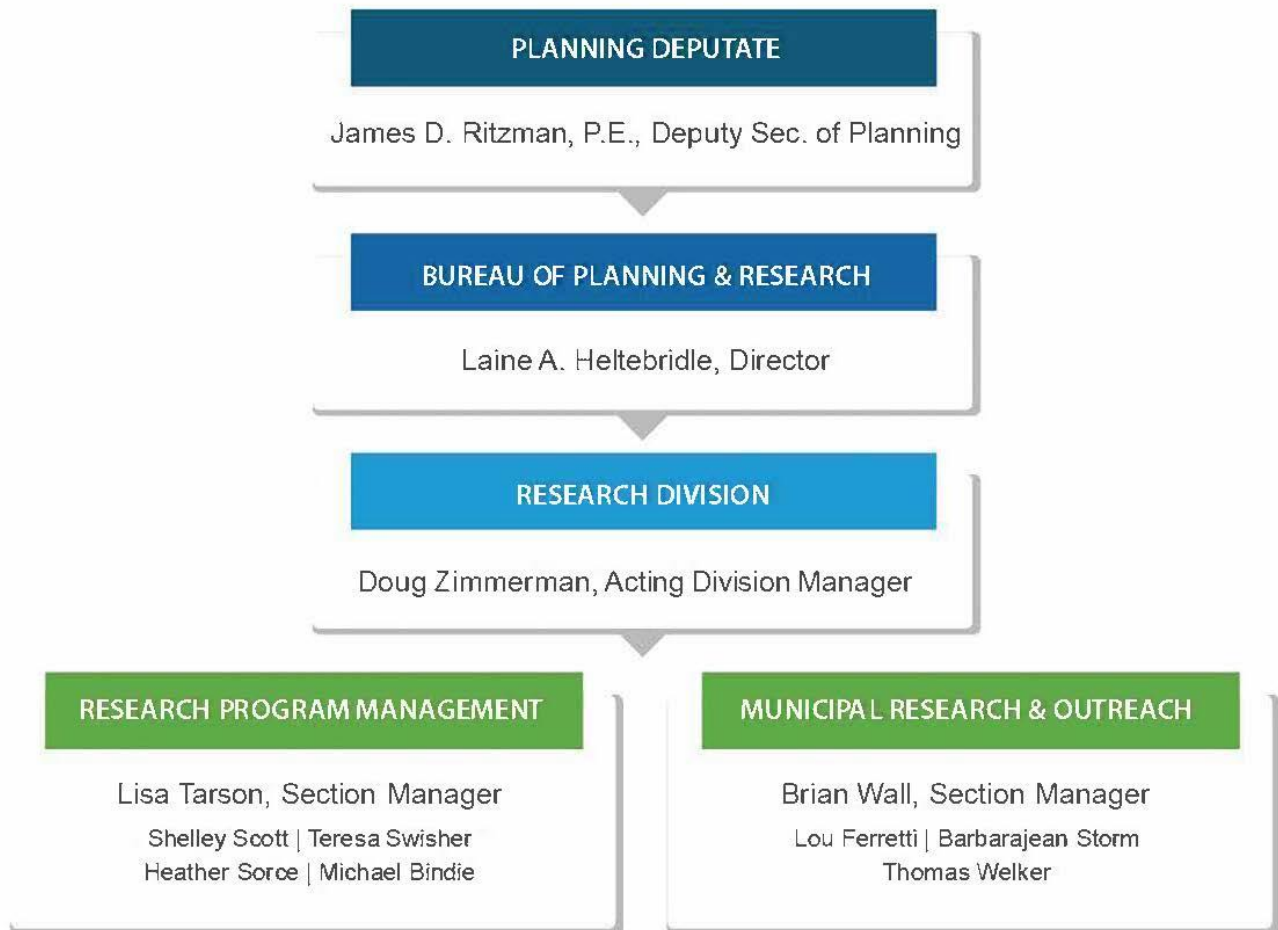 PLANNING DEPUTATE
James D. Ritzman, P.E., Deputy Sec. of Planning
BUREAU OF PLANNING & RESEARCH
Laine A. Heltebridle, Director
RESEARCH DIVISION
Doug Zimmerman, Acting Division Manager
RESEARCH PROGRAM MANAGEMENT
Lisa Tarson, Section Manager
Shelley Scott | Teresa Swisher
Heather Sorce | Michael Bindie
MUNICIPAL RESEARCH & OUTREACH
Brian Wall, Section Manager
Lou Ferretti | Barbarajean Storm
Thomas Welker